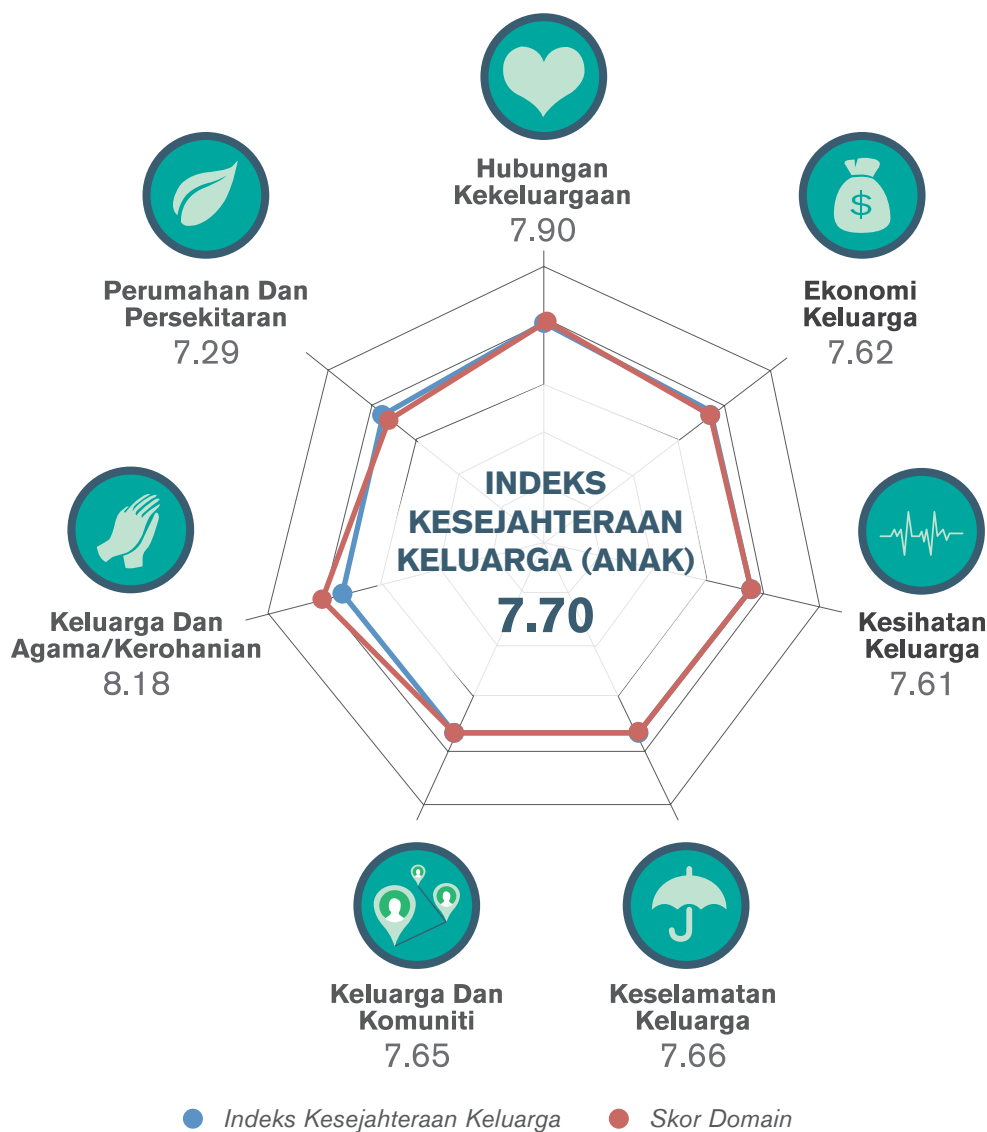 Hubungan
Kekeluargaan
7.90
Perumahan Dan
Persekitaran
7.29
$
Ekonomi
Keluarga
7.62
INDEKS
KESEJAHTERAAN
KELUARGA (ANAK)
7.70
Keluarga Dan
Agama/Kerohanian
8.18
Kesihatan
Keluarga
7.61
Keluarga Dan
Komuniti
7.65
Keselamatan
Keluarga
7.66
Indeks Kesejahteraan Keluarga
Skor Domain